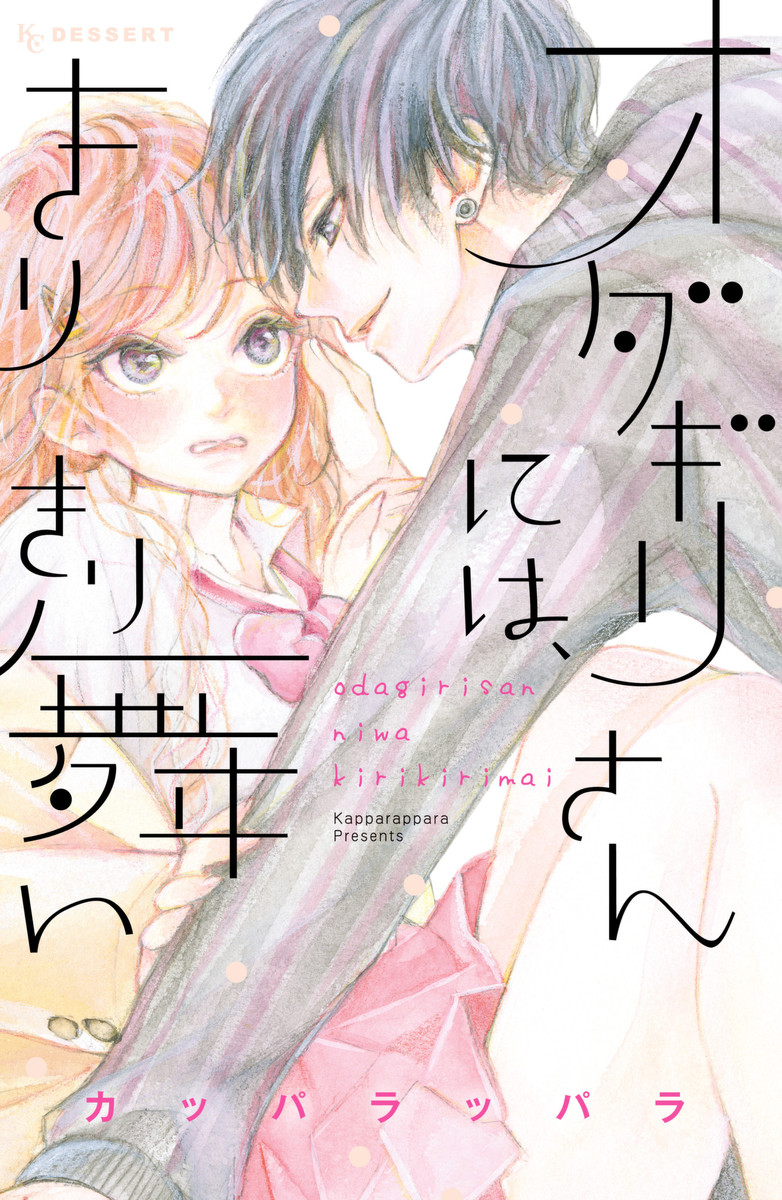 KC DESSERT
オダギリさん
には、
きりきり舞い
odagirisan
niwa
kirikirimai
Kapparappara
Presents
カッパラッパラ